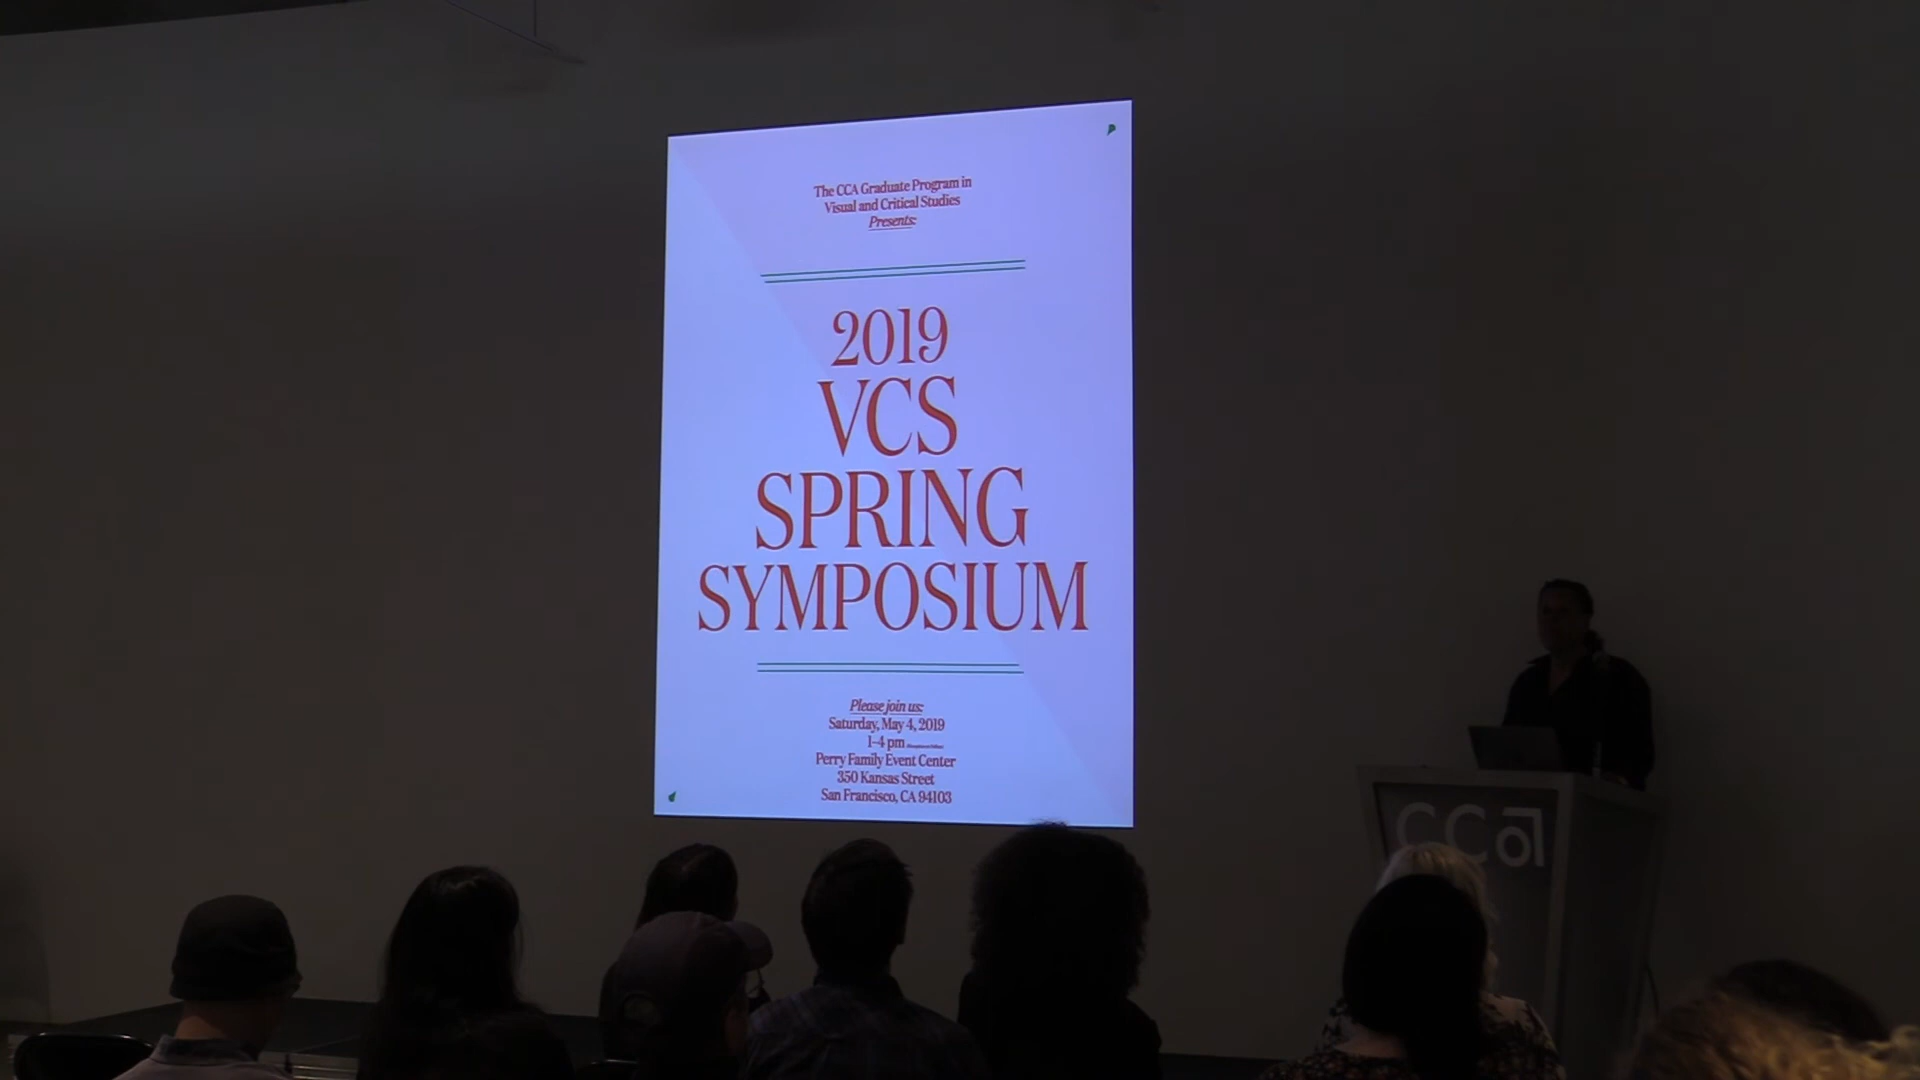 The CCA Graduate Program in
Visual and Critical Studies
Presents:
2019
VCS
SPRING
SYMPOSIUM
Please join us:
Saturday, May 4, 2019
1–4 pm
Perry Family Event Center
350 Kansas Street
San Francisco, CA 94103
cca